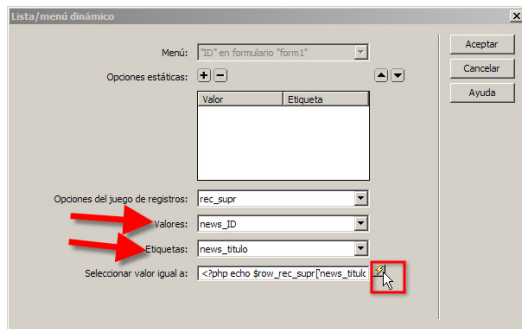 Lista/menú dinámico
Menú: "ID" en formulario "form1"
Aceptar
Cancelar
Ayuda
Opciones estáticas:
Valor Etiqueta
Opciones del juego de registros: rec_supr
Valores: news_ID
Etiquetas: news_titulo
Seleccionar valor igual a: <?php echo $row_rec_supr['news_titulo